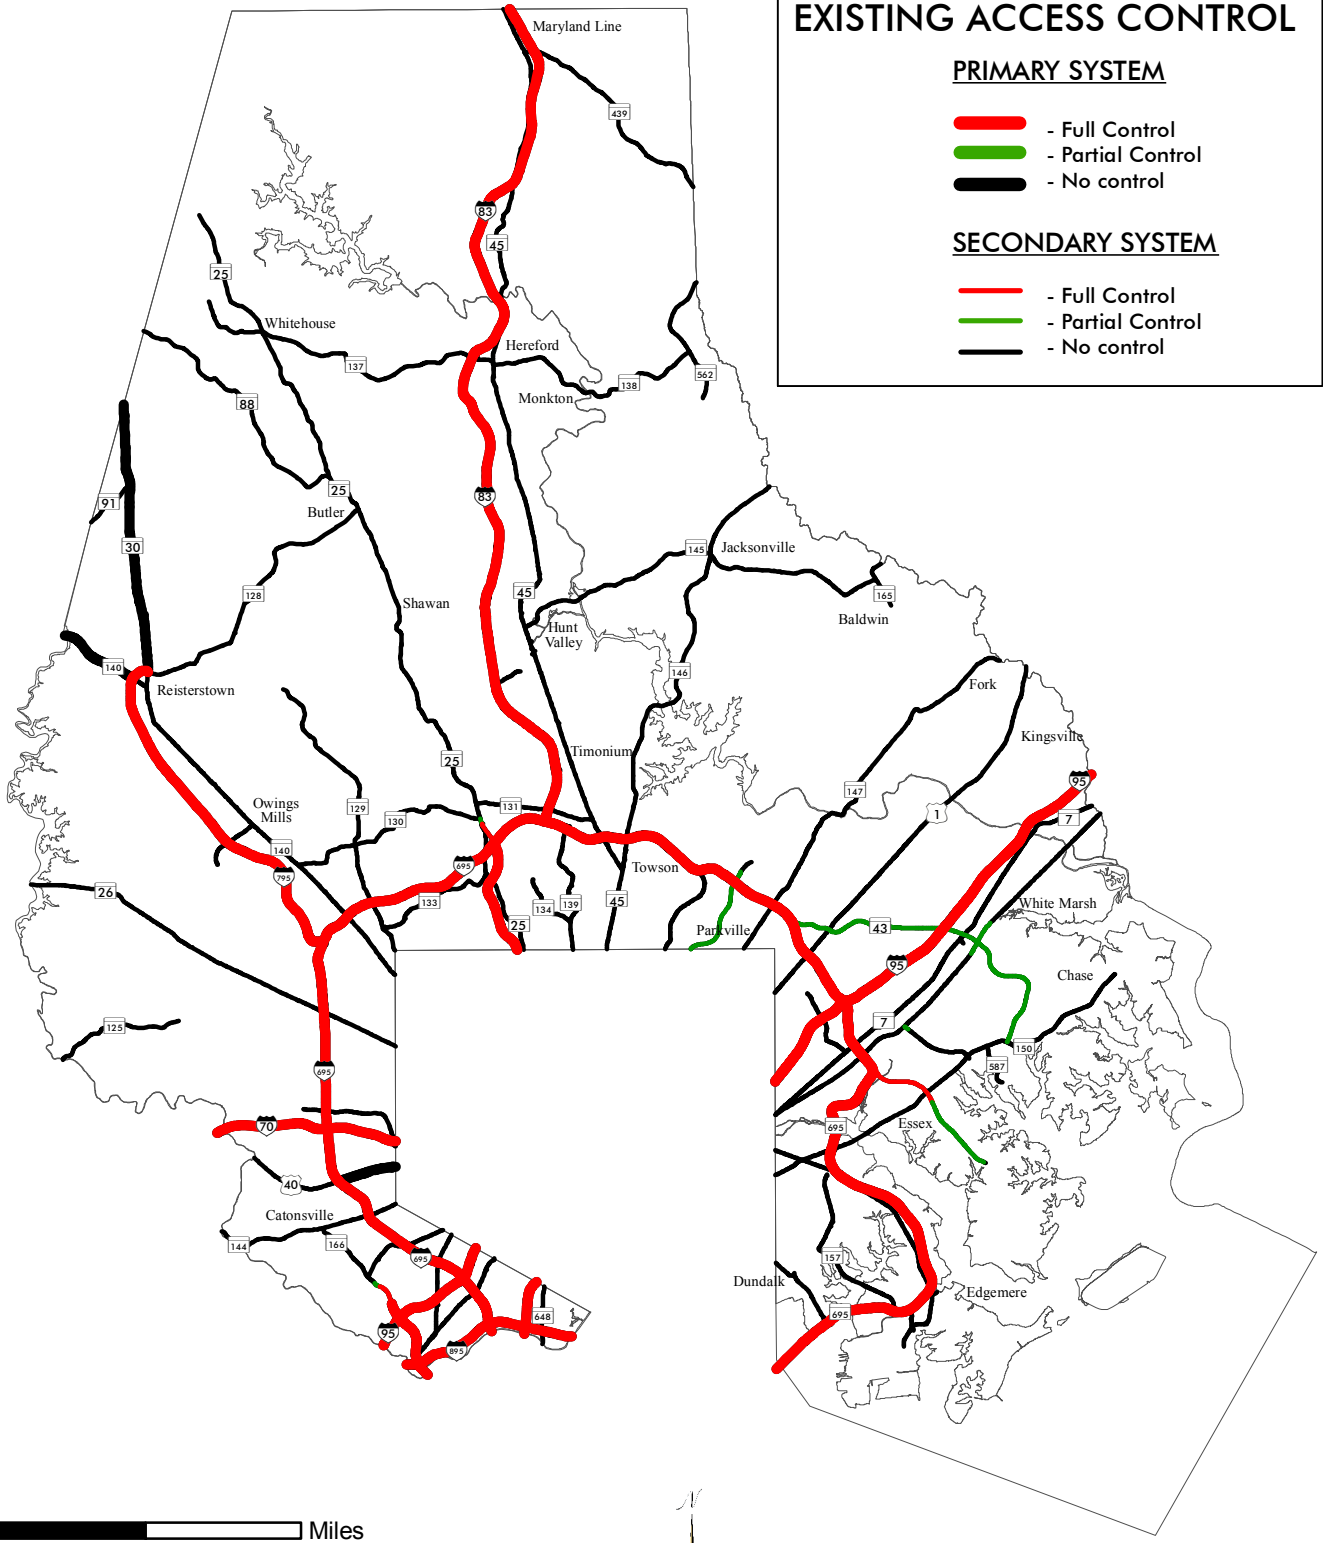 EXISTING ACCESS CONTROL
PRIMARY SYSTEM
- Full Control
- Partial Control
- No control
SECONDARY SYSTEM
- Full Control
- Partial Control
- No control
Maryland Line
439
83
45
25
Whitehouse
137
Hereford
138
562
Monkton
88
83
25
Butler
91
30
145
Jacksonville
165
Baldwin
128
Shawan
45
Hunt
Valley
140
Reisterstown
146
Fork
Kingsville
25
Timonium
95
147
1
7
Owings
Mills
129
130
131
140
795
695
Towson
26
133
134
139
45
25
Parkville
43
White Marsh
95
Chase
7
125
150
587
695
70
Essex
695
40
Catonsville
144
166
695
157
Dundalk
Edgemere
695
648
95
895
Miles
N